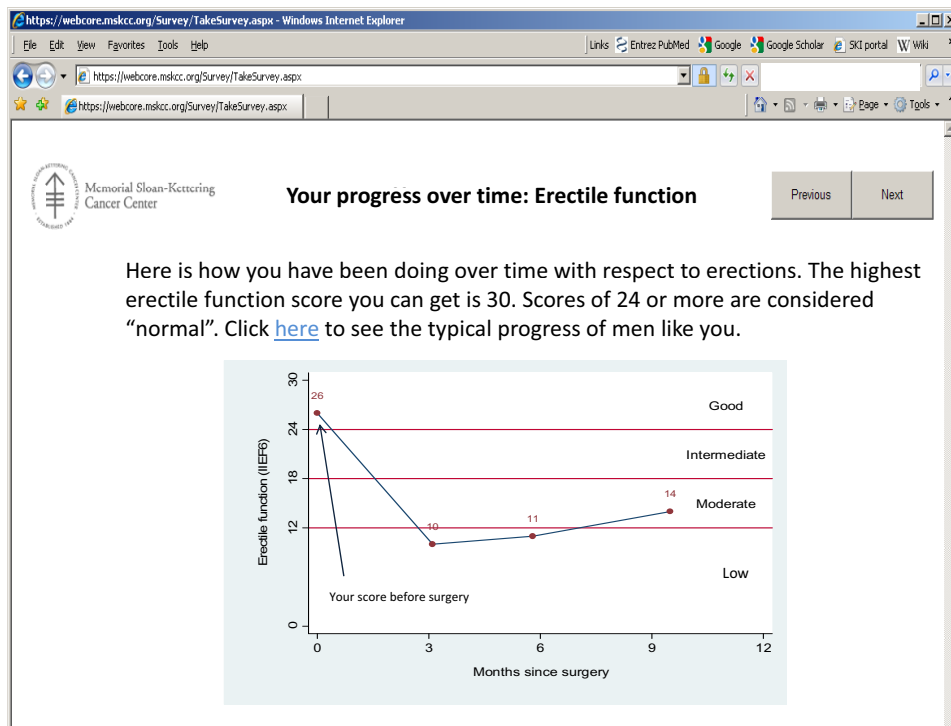 https://webcore.mskcc.org/Survey/TakeSurvey.aspx - Windows Internet Explorer
File Edit View Favorites Tools Help
Links Entrez PubMed Google Google Scholar SKI portal Wiki
https://webcore.mskcc.org/Survey/TakeSurvey.aspx
https://webcore.mskcc.org/Survey/TakeSurvey.aspx
Page Tools
Memorial Sloan-Kettering
Cancer Center
Your progress over time: Erectile function
Previous
Next
Here is how you have been doing over time with respect to erections. The highest
erectile function score you can get is 30. Scores of 24 or more are considered
“normal”. Click here to see the typical progress of men like you.
Erectile function (IIEF6)
30
24
18
12
0
26
10
11
14
Good
Intermediate
Moderate
Low
Your score before surgery
0 3 6 9 12
Months since surgery